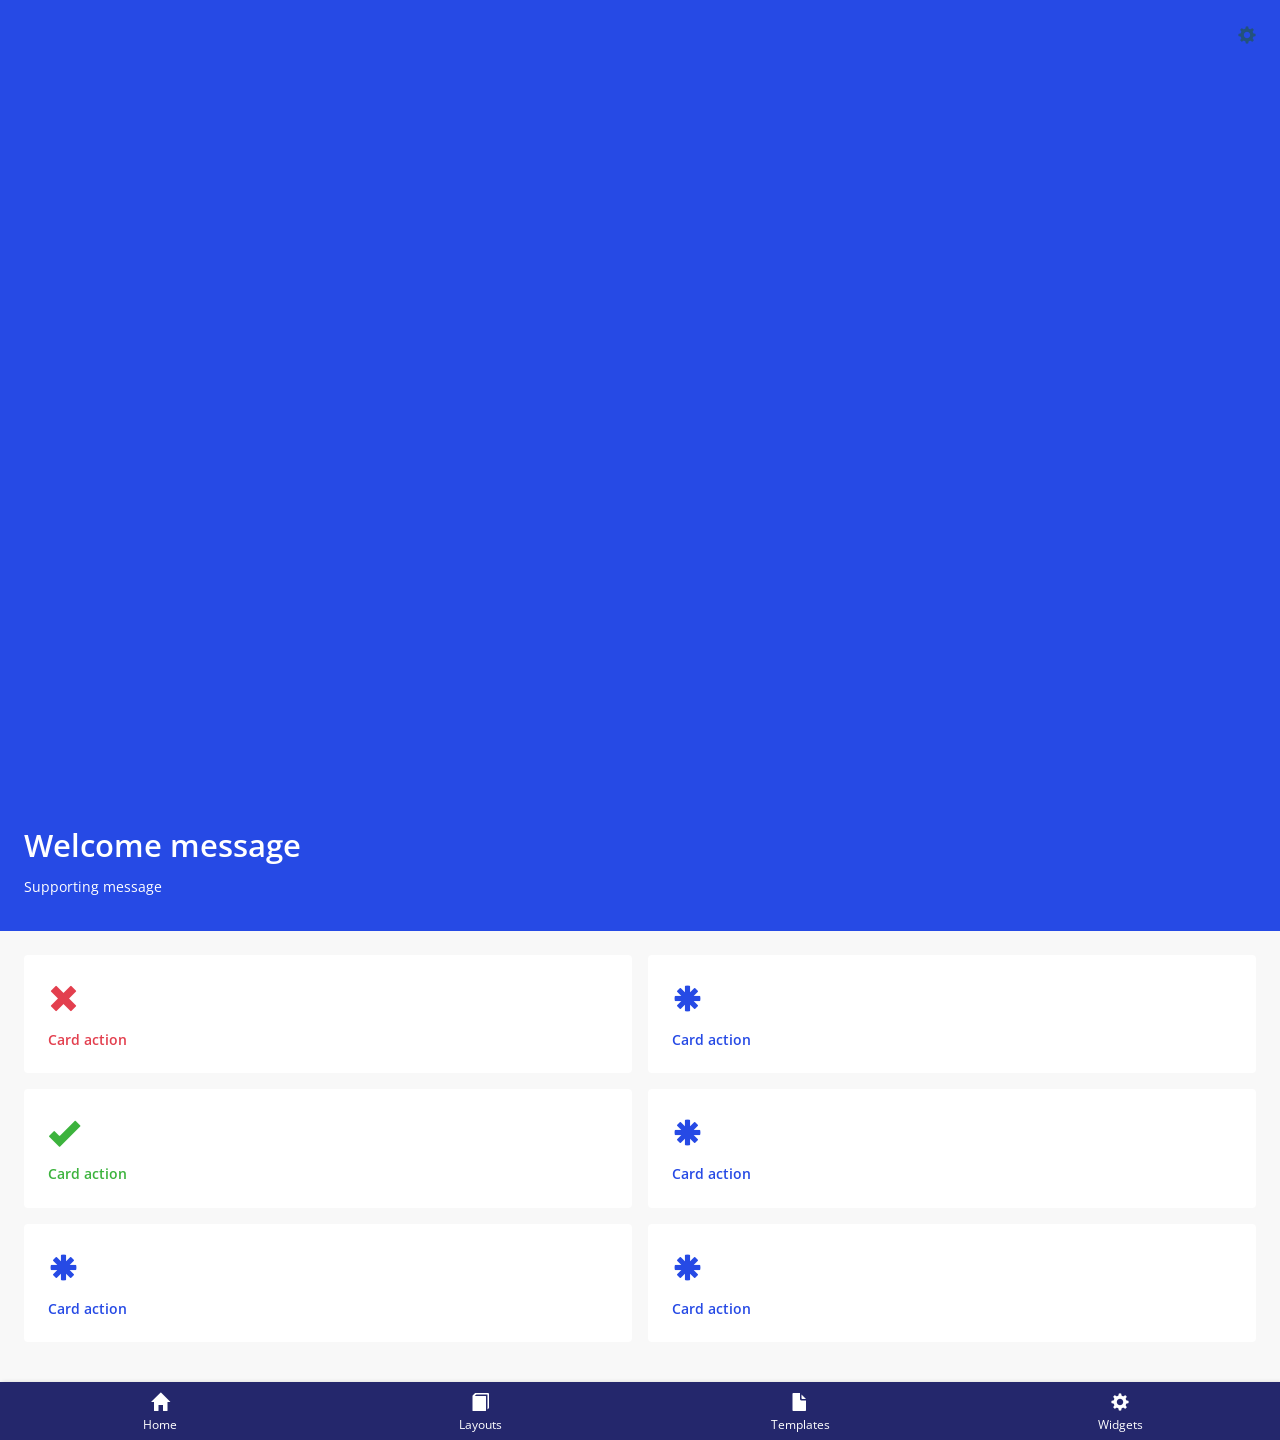 Welcome message
Supporting message
Card action
Card action
Card action
Card action
Card action
Card action
Home
Layouts
Templates
Widgets